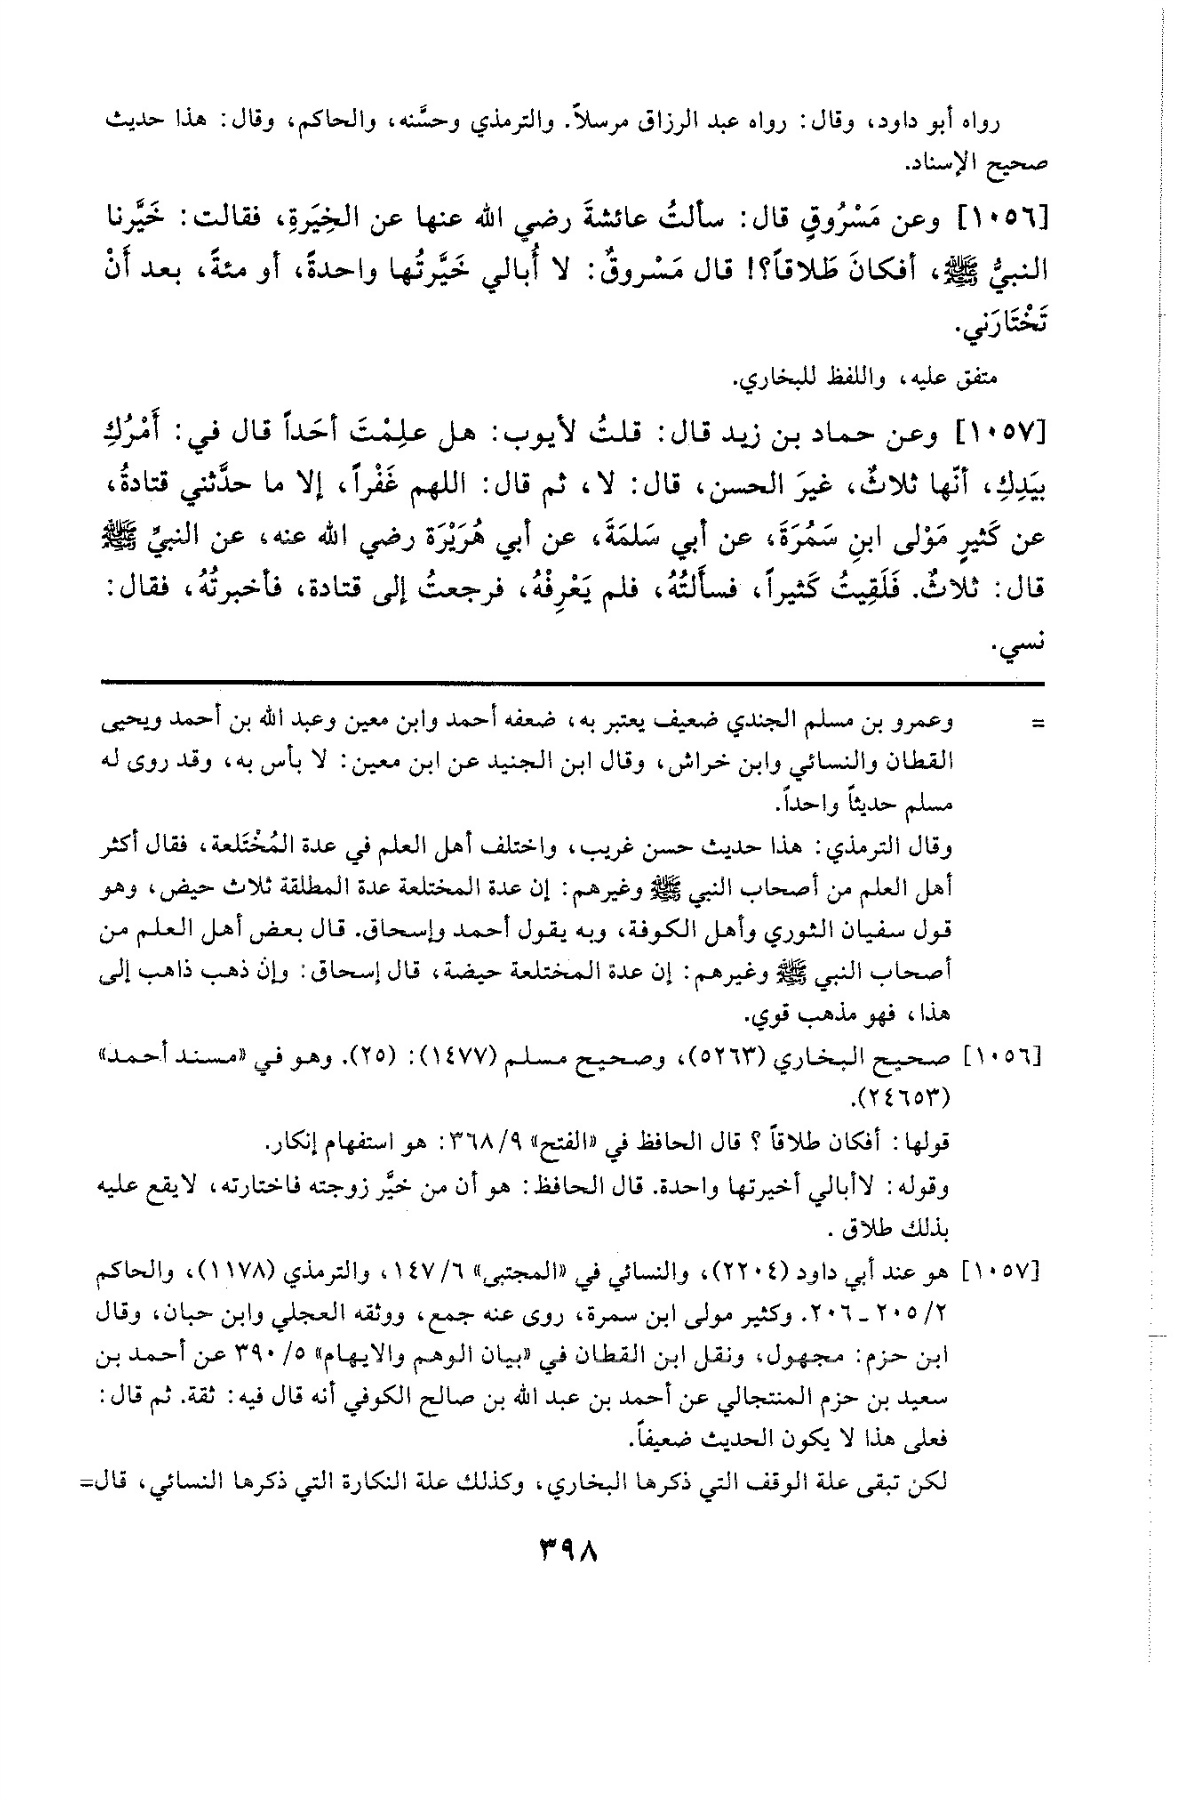 رواه أبو داود، وقال: رواه عبد الرزاق مرسلاً. والترمذي وحسَّنه، والحاكم، وقال: هذا حديث
صحيح الإسناد.
[١٠٥٦] وعن مَسْرُوقٍ قال: سألتُ عائشةَ رضي الله عنها عن الخِيَرةِ، فقالت: خَيَّرنا
النبيُّ ﷺ، أفكانَ طَلاقاً؟! قال مَسْروقٌ: لا أُبالي خَيَّرتُها واحدةً، أو مئةً، بعد أَنْ
تَخْتَارَني.
متفق عليه، واللفظ للبخاري.
[١٠٥٧] وعن حماد بن زيد قال: قلتُ لأيوب: هل علِمْتَ أحَداً قال في: أَمْرُكِ
بيَدِكِ، أنّها ثلاثٌ، غيرَ الحسن، قال: لا، ثم قال: اللهم غَفْراً، إلا ما حدَّثني قتادةُ،
عن كَثيرٍ مَوْلى ابنِ سَمُرَةَ، عن أبي سَلمَةَ، عن أبي هُرَيْرَة رضي الله عنه، عن النبيِّ ﷺ
قال: ثلاثٌ. فَلَقِيتُ كَثيراً، فسأَلتُهُ، فلم يَعْرِفْهُ، فرجعتُ إلى قتادة، فأخبرتُهُ، فقال:
نسي.
= وعمرو بن مسلم الجندي ضعيف يعتبر به، ضعفه أحمد وابن معين وعبد الله بن أحمد ويحيى
القطان والنسائي وابن خراش، وقال ابن الجنيد عن ابن معين: لا بأس به، وقد روى له
مسلم حديثاً واحداً.
وقال الترمذي: هذا حديث حسن غريب، واختلف أهل العلم في عدة المُخْتَلعة، فقال أكثر
أهل العلم من أصحاب النبي ﷺ وغيرهم: إن عدة المختلعة عدة المطلقة ثلاث حيض، وهو
قول سفيان الثوري وأهل الكوفة، وبه يقول أحمد وإسحاق. قال بعض أهل العلم من
أصحاب النبي ﷺ وغيرهم: إن عدة المختلعة حيضة، قال إسحاق: وإن ذهب ذاهب إلى
هذا، فهو مذهب قوي.
[١٠٥٦] صحيح البخاري (٥٢٦٣)، وصحيح مسلم (١٤٧٧): (٢٥). وهو في «مسند أحمد»
(٢٤٦٥٣).
قولها: أفكان طلاقاً ؟ قال الحافظ في «الفتح» ٣٦٨/٩: هو استفهام إنكار.
وقوله: لاأبالي أخيرتها واحدة. قال الحافظ: هو أن من خيَّر زوجته فاختارته، لايقع عليه
بذلك طلاق .
[١٠٥٧] هو عند أبي داود (٢٢٠٤)، والنسائي في «المجتبى» ١٤٧/٦، والترمذي (١١٧٨)، والحاكم
٢٠٥/٢ ـ ٢٠٦. وكثير مولى ابن سمرة، روى عنه جمع، ووثقه العجلي وابن حبان، وقال
ابن حزم: مجهول، ونقل ابن القطان في «بيان الوهم والايهام» ٣٩٠/٥ عن أحمد بن
سعيد بن حزم المنتجالي عن أحمد بن عبد الله بن صالح الكوفي أنه قال فيه: ثقة. ثم قال:
فعلى هذا لا يكون الحديث ضعيفاً.
لكن تبقى علة الوقف التي ذكرها البخاري، وكذلك علة النكارة التي ذكرها النسائي، قال=
٣٩٨